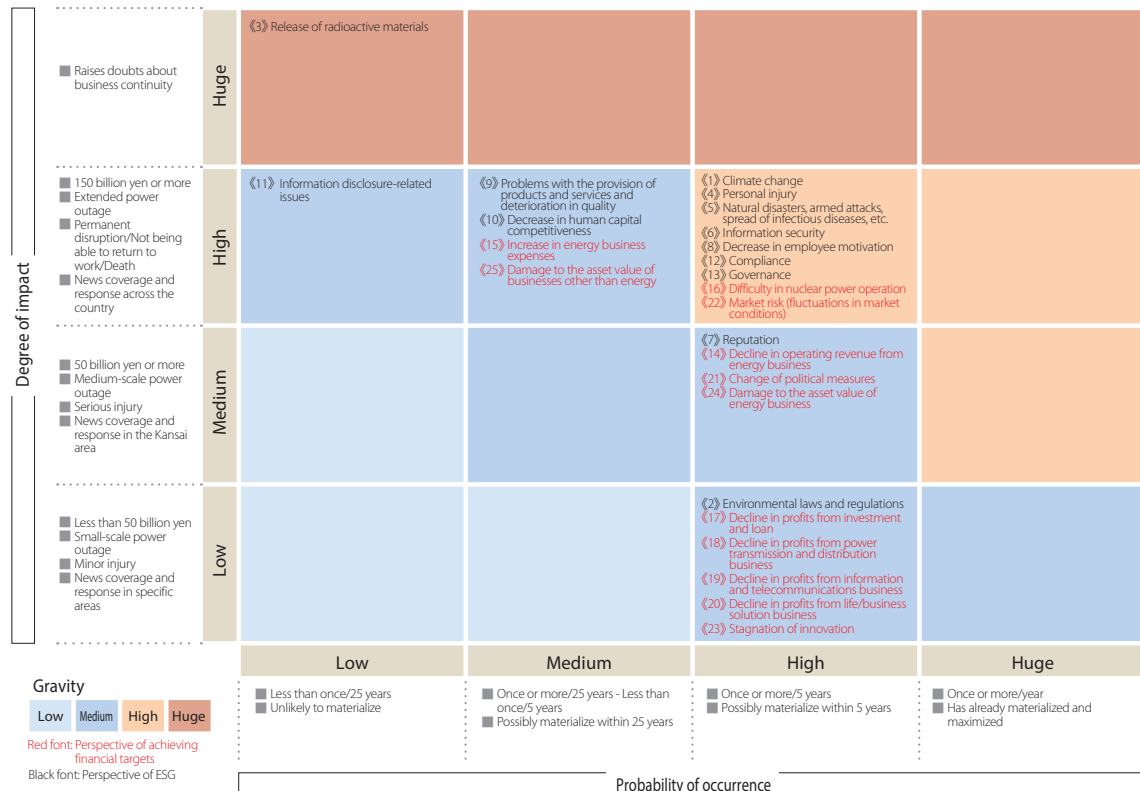 Degree of impact
Raises doubts about
business continuity
Huge
《3》 Release of radioactive materials
150 billion yen or more
Extended power
outage
Permanent
disruption/Not being
able to return to
work/Death
News coverage and
response across the
country
High
《11》 Information disclosure-related
issues
《9》 Problems with the provision of
products and services and
deterioration in quality
《10》 Decrease in human capital
competitiveness
《15》 Increase in energy business
expenses
《25》 Damage to the asset value of
businesses other than energy
《1》 Climate change
《4》 Personal injury
《5》 Natural disasters, armed attacks,
spread of infectious diseases, etc.
《6》 Information security
《8》 Decrease in employee motivation
《12》 Compliance
《13》 Governance
《16》 Difficulty in nuclear power operation
《22》 Market risk (fluctuations in market
conditions)
50 billion yen or more
Medium-scale power
outage
Serious injury
News coverage and
response in the Kansai
area
Medium
《7》 Reputation
《14》 Decline in operating revenue from
energy business
《21》 Change of political measures
《24》 Damage to the asset value of
energy business
Less than 50 billion yen
Small-scale power
outage
Minor injury
News coverage and
response in specific
areas
Low
《2》 Environmental laws and regulations
《17》 Decline in profits from investment
and loan
《18》 Decline in profits from power
transmission and distribution
business
《19》 Decline in profits from information
and telecommunications business
《20》 Decline in profits from life/business
solution business
《23》 Stagnation of innovation
Low
Medium
High
Huge
Less than once/25 years
Unlikely to materialize
Once or more/25 years - Less than
once/5 years
Possibly materialize within 25 years
Once or more/5 years
Possibly materialize within 5 years
Once or more/year
Has already materialized and
maximized
Gravity
Low
Medium
High
Huge
Red font: Perspective of achieving
financial targets
Black font: Perspective of ESG
Probability of occurrence